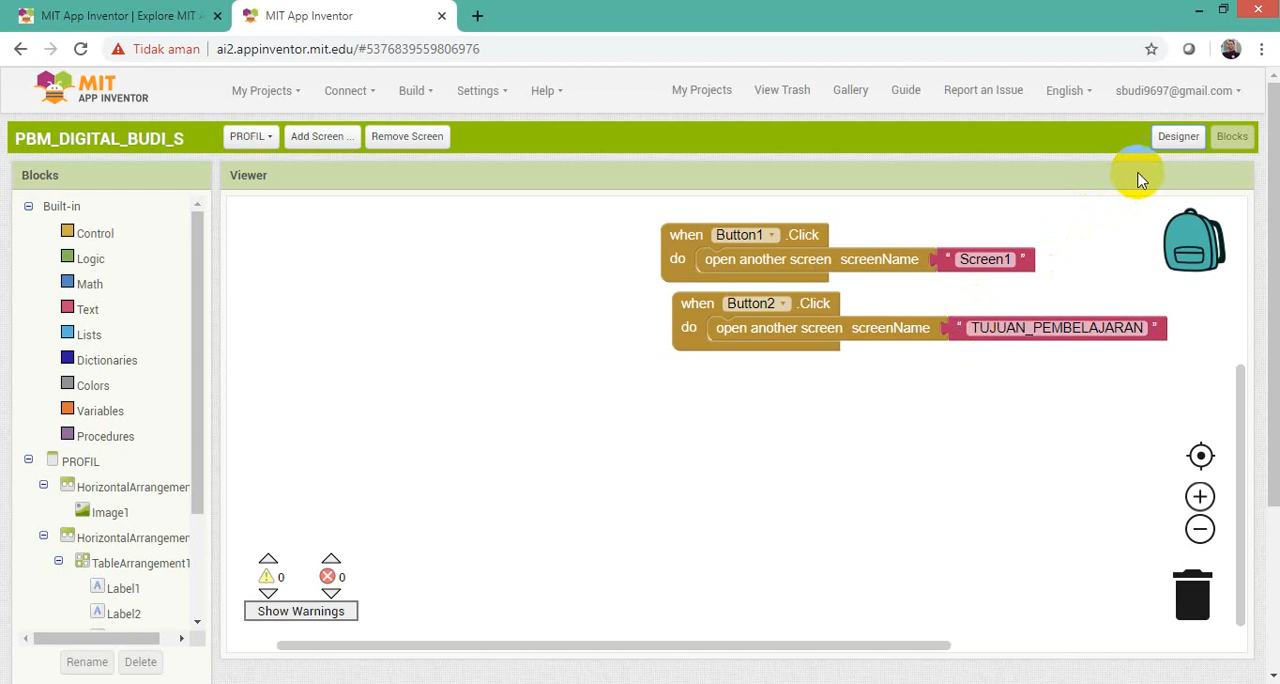 MIT App Inventor | Explore MIT A
MIT App Inventor
Tidak aman
ai2.appinventor.mit.edu/#5376839559806976
MIT
APP INVENTOR
My Projects
Connect
Build
Settings
Help
My Projects
View Trash
Gallery
Guide
Report an Issue
English
sbudi9697@gmail.com
PBM_DIGITAL_BUDI_S
PROFIL
Add Screen ...
Remove Screen
Designer
Blocks
Blocks
Built-in
Control
Logic
Math
Text
Lists
Dictionaries
Colors
Variables
Procedures
PROFIL
HorizontalArrangemen
Image1
HorizontalArrangemen
TableArrangement1
A Label1
A Label2
Rename
Delete
Viewer
when Button1 .Click
do open another screen screenName " Screen1 "
when Button2 .Click
do open another screen screenName " TUJUAN_PEMBELAJARAN "
0
0
Show Warnings